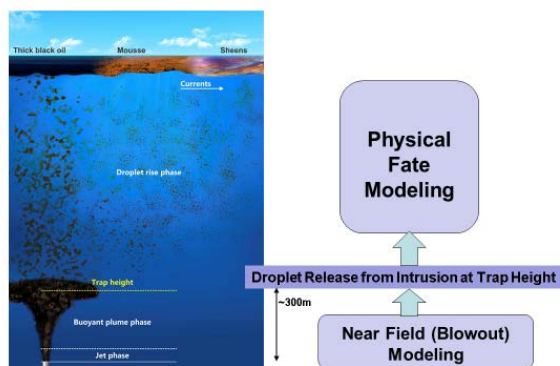 Thick black oil
Mousse
Sheens
Currents
Droplet rise phase
Trap height
Buoyant plume phase
Jet phase
Physical
Fate
Modeling
Droplet Release from Intrusion at Trap Height
~300m
Near Field (Blowout)
Modeling